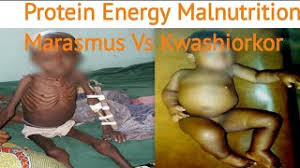 Protein Energy Malnutrition
Marasmus Vs Kwashiorkor